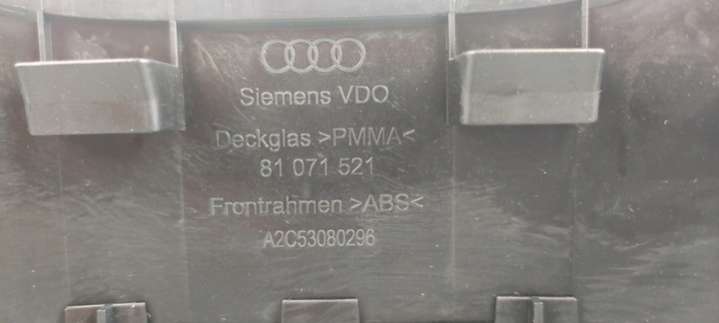 Siemens VDO
Deckglas >PMMA<
81 071 521
Frontrahmen >ABS<
A2C53080296